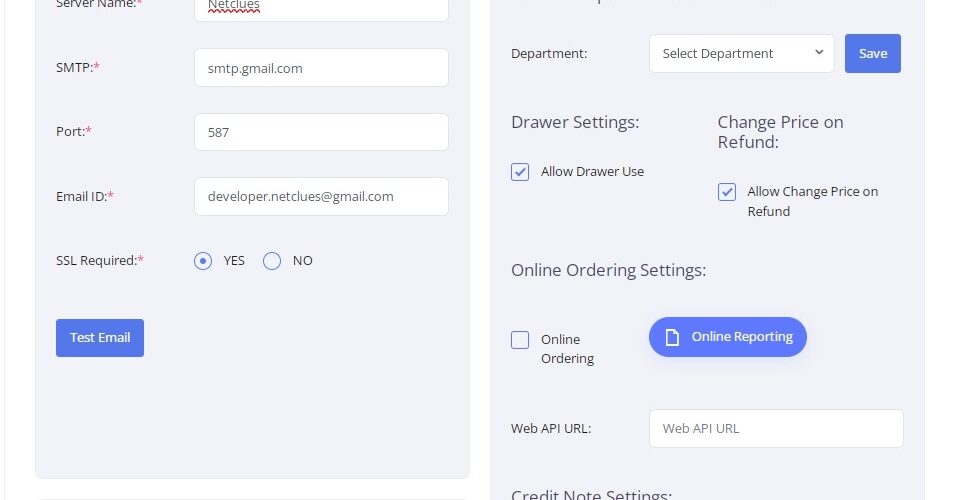 Server Name:*
Netclues
SMTP:*
smtp.gmail.com
Port:*
587
Email ID:*
developer.netclues@gmail.com
SSL Required:*
YES
NO
Test Email
Department:
Select Department
Save
Drawer Settings:
Allow Drawer Use
Change Price on
Refund:
Allow Change Price on
Refund
Online Ordering Settings:
Online
Ordering
Online Reporting
Web API URL:
Web API URL
Credit Note Settings: